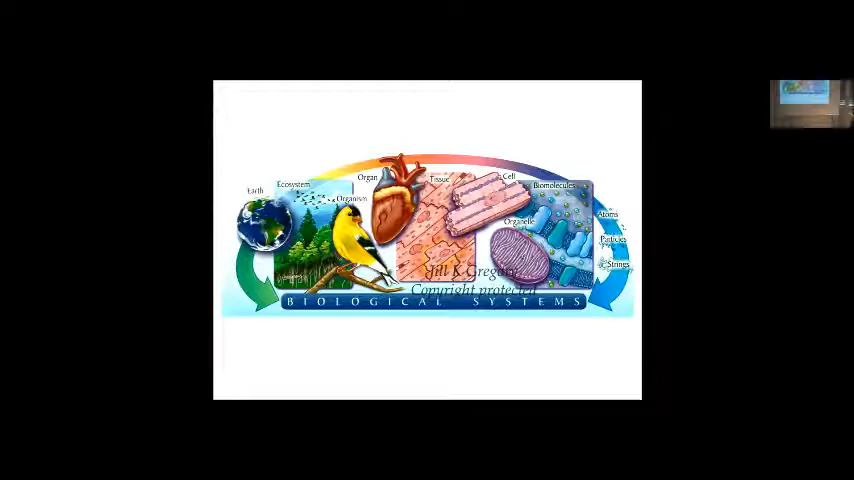 Earth
Ecosystem
Organism
Organ
Tissue
Cell
Organelle
Biomolecules
Atoms
Particles
Strings
Jill K Gregory
Copyright protected
BIOLOGICAL SYSTEMS